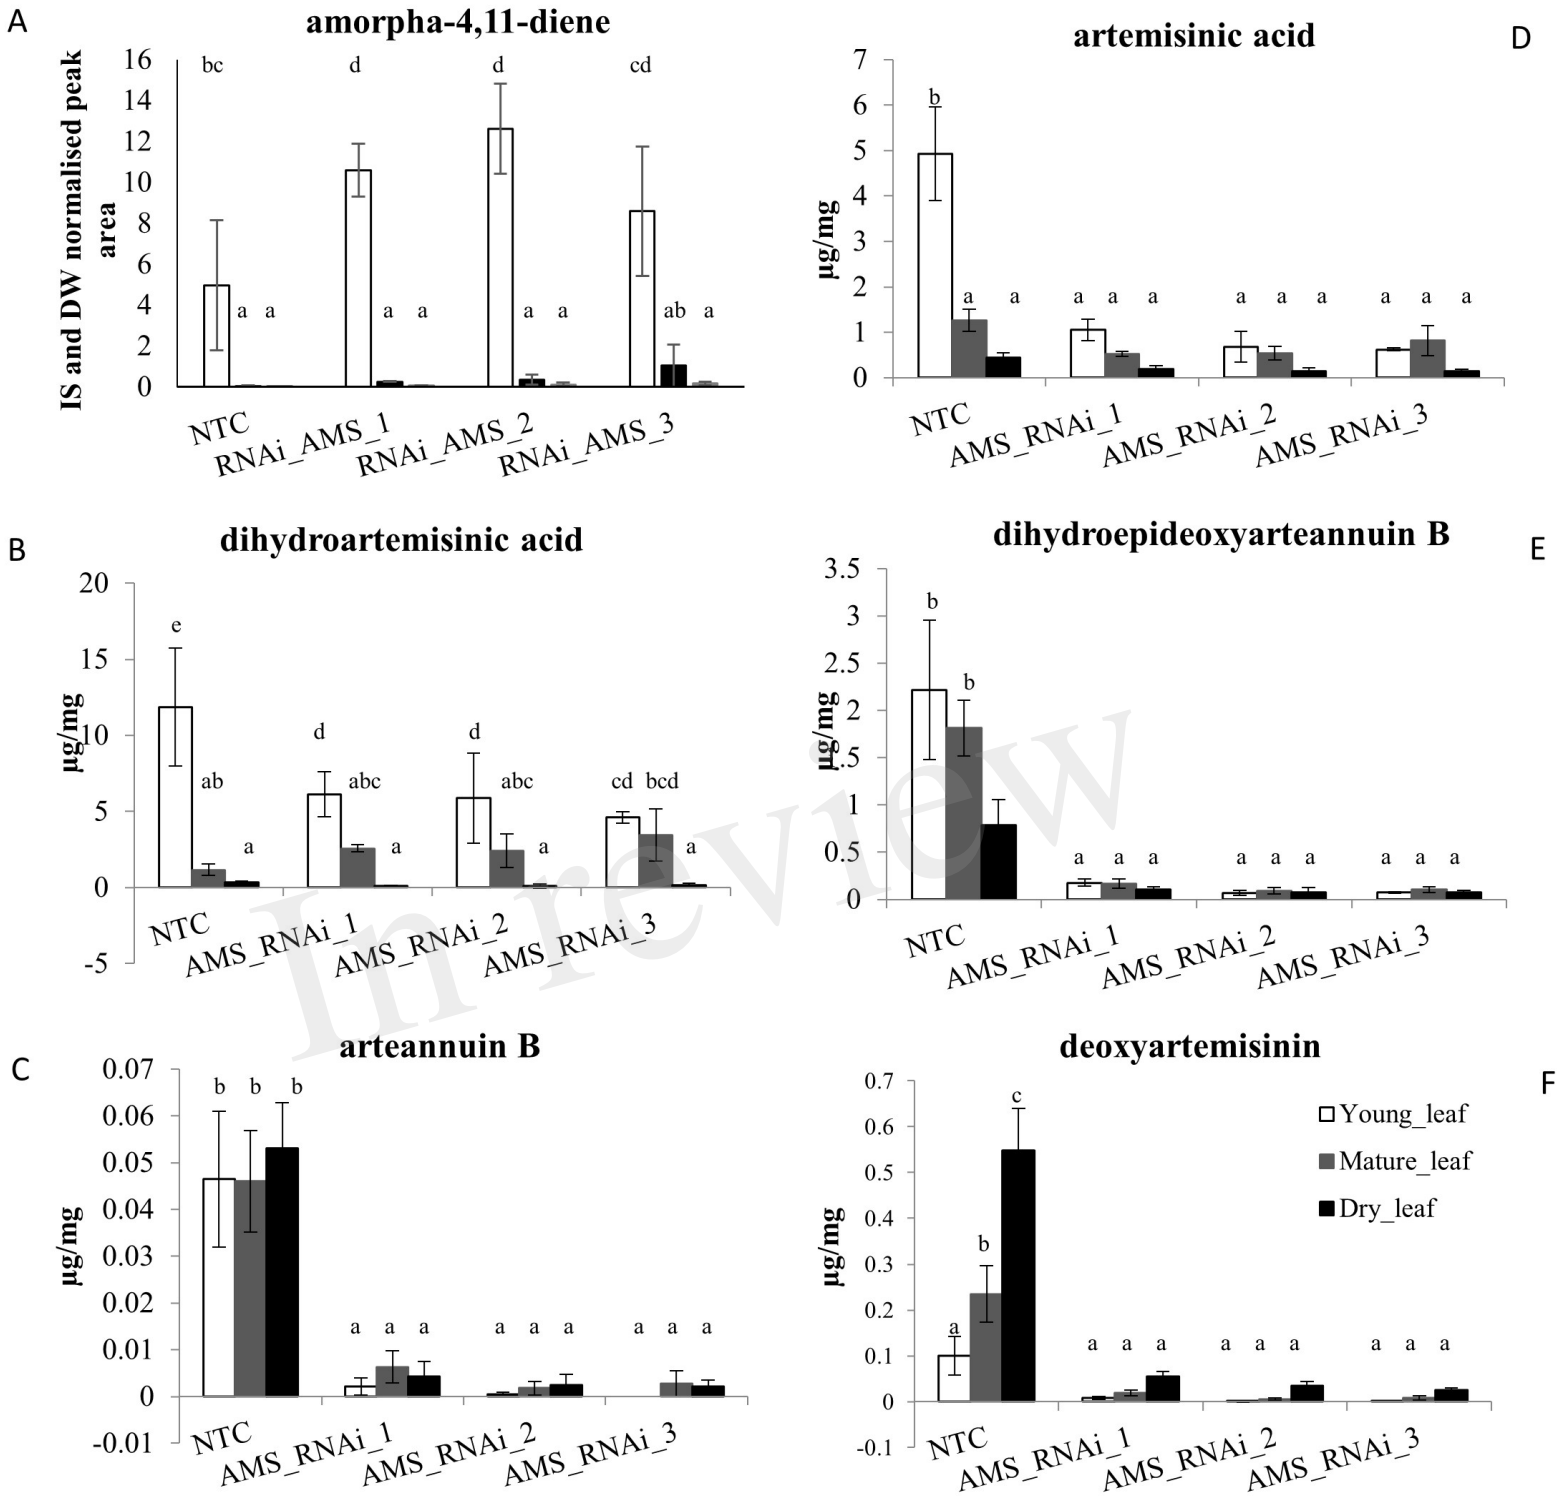 A
amorpha-4,11-diene
IS and DW normalised peak
area
16
14
12
10
8
6
4
2
0
bc
d
d
cd
a a
a a
a a
ab a
NTC
RNAi_AMS_1
RNAi_AMS_2
RNAi_AMS_3
D
artemisinic acid
µg/mg
7
6
5
4
3
2
1
0
b
a a
a a a
a a a
a a a
NTC
AMS_RNAi_1
AMS_RNAi_2
AMS_RNAi_3
B
dihydroartemisinic acid
µg/mg
20
15
10
5
0
-5
e
ab
a
d
abc
a
d
abc
a
cd
bcd
a
NTC
AMS_RNAi_1
AMS_RNAi_2
AMS_RNAi_3
E
dihydroepideoxyarteannuin B
µg/mg
3.5
3
2.5
2
1.5
1
0.5
0
b
b
a a a
a a a
a a a
NTC
AMS_RNAi_1
AMS_RNAi_2
AMS_RNAi_3
C
arteannuin B
µg/mg
0.07
0.06
0.05
0.04
0.03
0.02
0.01
0
-0.01
b b b
a a a
a a a
a a a
NTC
AMS_RNAi_1
AMS_RNAi_2
AMS_RNAi_3
F
deoxyartemisinin
µg/mg
0.7
0.6
0.5
0.4
0.3
0.2
0.1
0
-0.1
a
b
c
a a a
a a a
a a a
NTC
AMS_RNAi_1
AMS_RNAi_2
AMS_RNAi_3
Young_leaf
Mature_leaf
Dry_leaf
In review